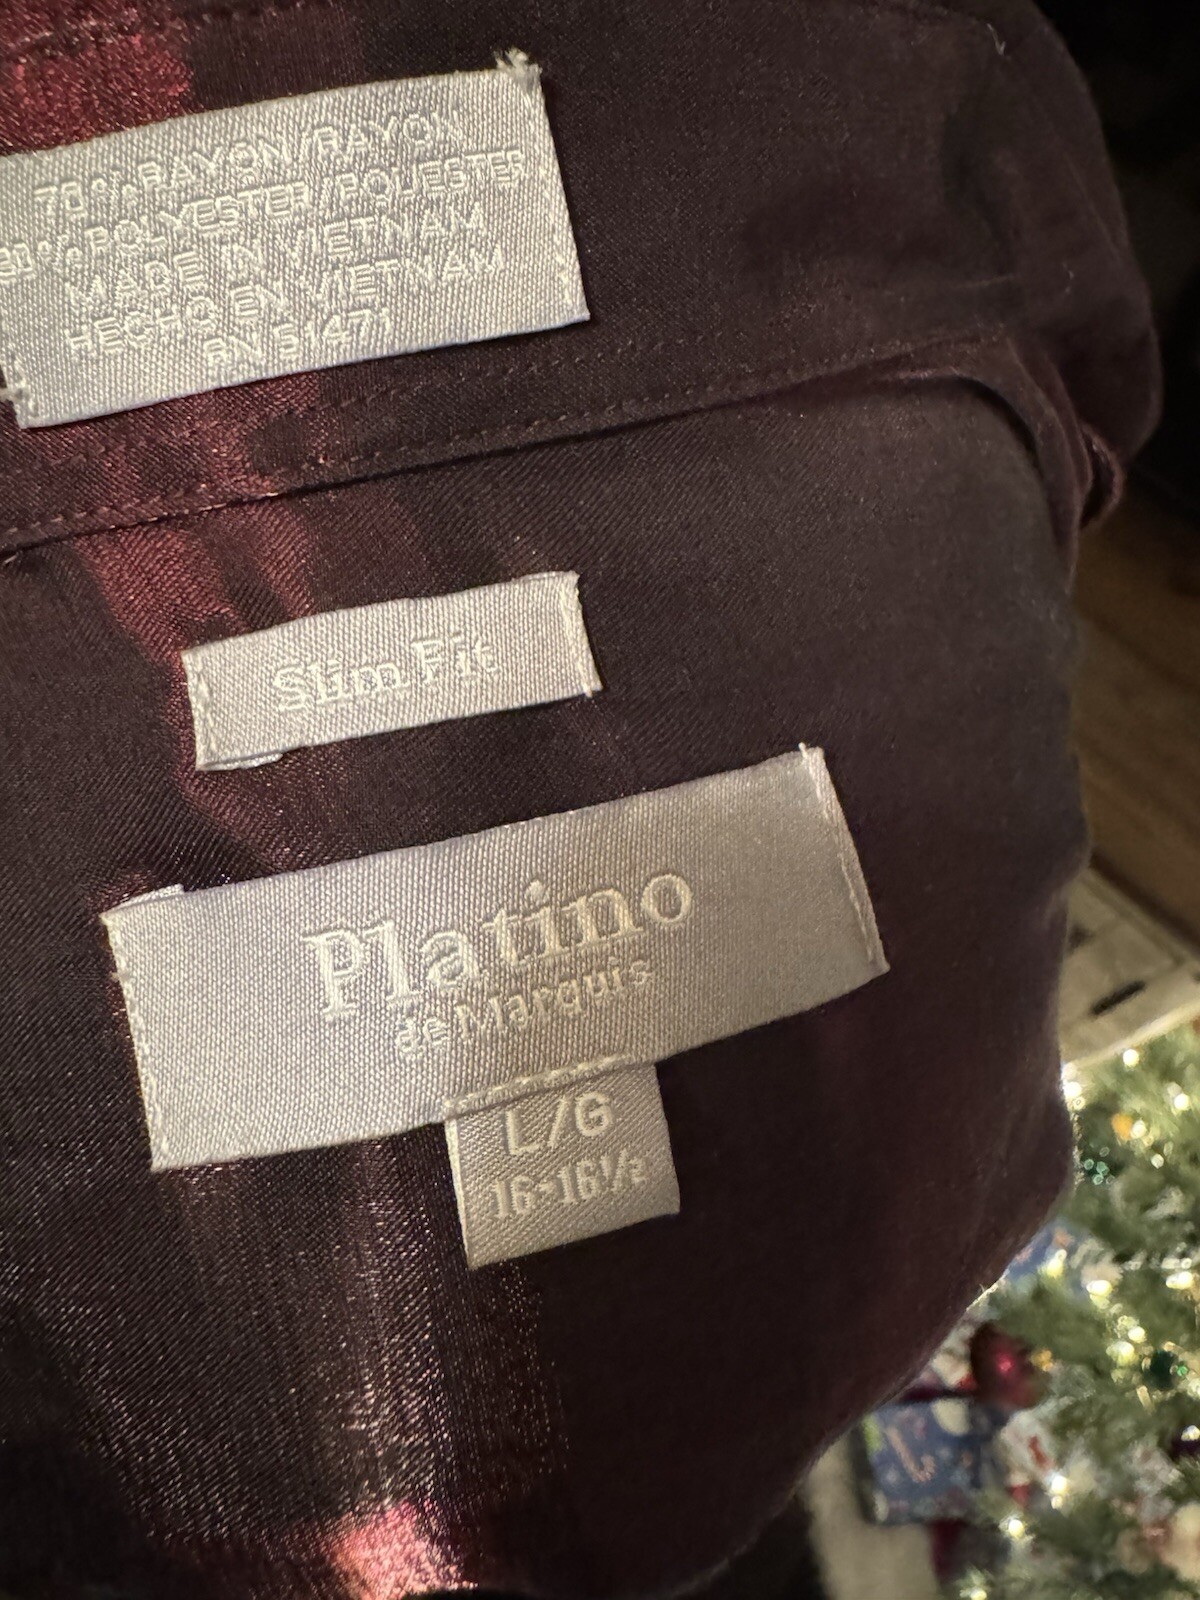 70% RAYON/RAYON
30% POLYESTER/POLIESTER
MADE IN VIETNAM
HECHO EN VIETNAM
RN 51471
Slim Fit
Platino
de Marquis
L/G
16-16½